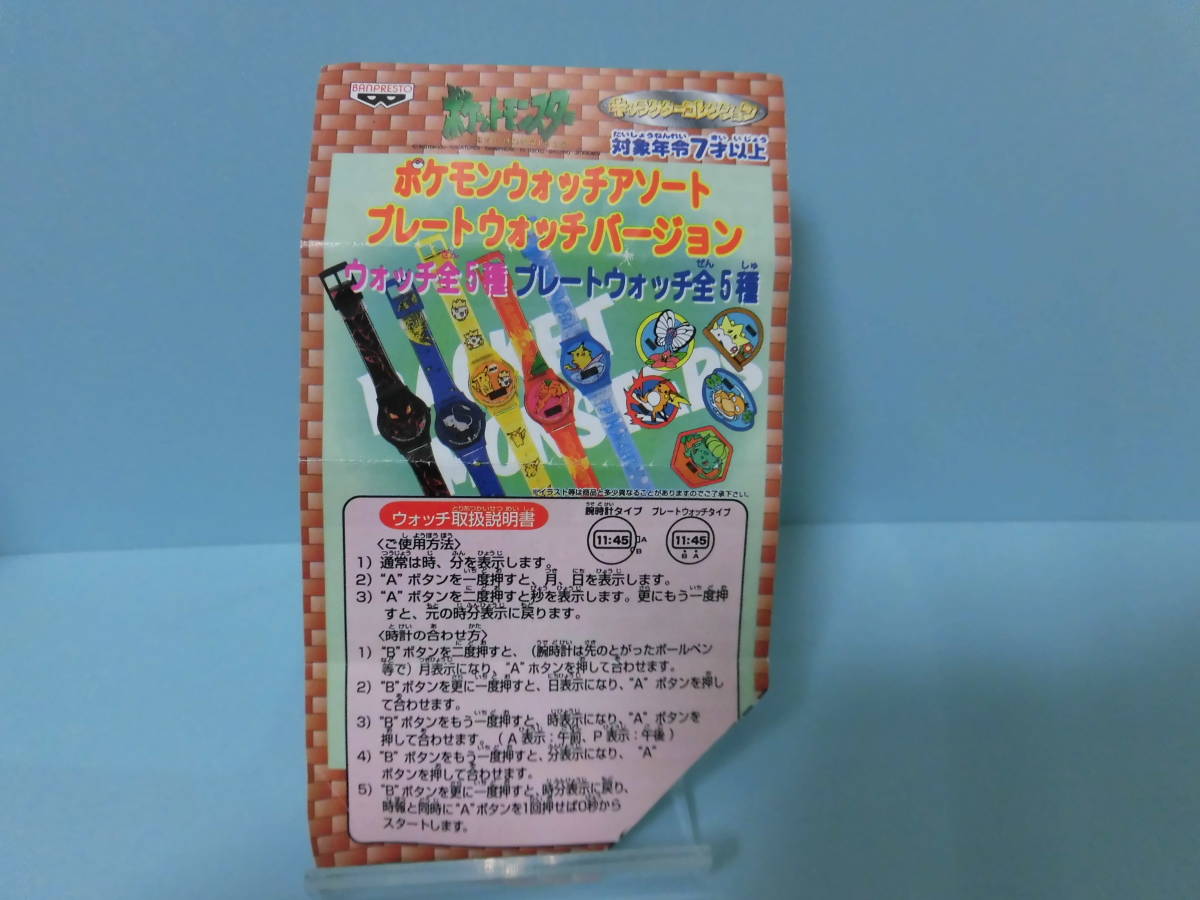 BANPRESTO
ポケットモンスター
キャラクターコレクション
たいしょうねんれい さい いじょう
対象年令7才以上
ポケモンウォッチアソート
プレートウォッチバージョン
ウォッチ全5種 プレートウォッチ全5種
POCKET
MONSTERS
※イラスト等は商品と多少異なることがありますのでご了承下さい。
ウォッチ取扱説明書
腕時計タイプ プレートウォッチタイプ
11:45 A B
11:45 B A
〈ご使用方法〉
1) 通常は時、分を表示します。
2) “A”ボタンを一度押すと、月、日を表示します。
3) “A”ボタンを二度押すと秒を表示します。更にもう一度押
すと、元の時分表示に戻ります。
〈時計の合わせ方〉
1) “B”ボタンを二度押すと、(腕時計は先のとがったボールペン
等で)月表示になり、“A”ボタンを押して合わせます。
2) “B”ボタンを更に一度押すと、日表示になり、“A”ボタンを押し
て合わせます。
3) “B”ボタンをもう一度押すと、時表示になり、“A”ボタンを
押して合わせます。(A表示:午前、P表示:午後)
4) “B”ボタンをもう一度押すと、分表示になり、“A”
ボタンを押して合わせます。
5) “B”ボタンを更に一度押すと、時分表示に戻り、
時報と同時に“A”ボタンを1回押せば0秒から
スタートします。